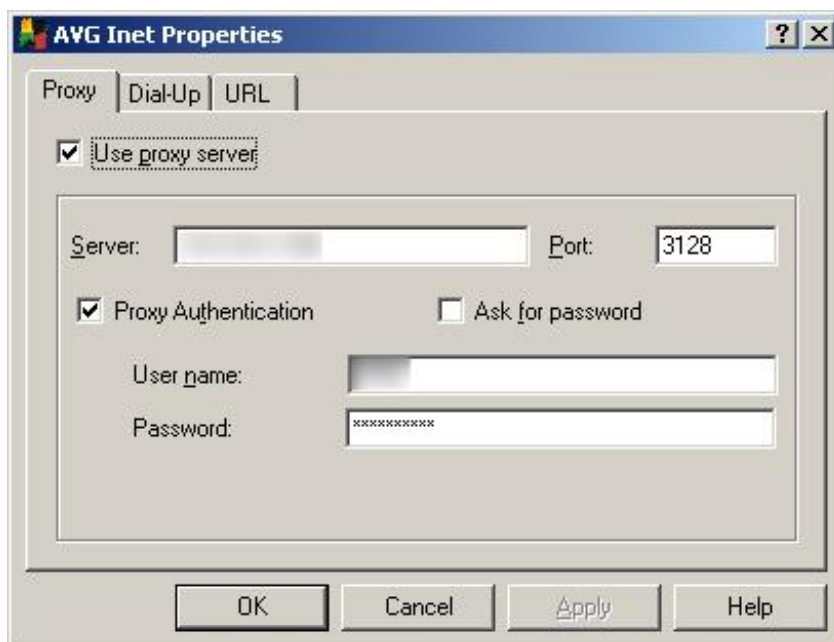 AVG Inet Properties
Proxy Dial-Up URL
Use proxy server
Server: Port: 3128
Proxy Authentication Ask for password
User name:
Password: **********
OK Cancel Apply Help